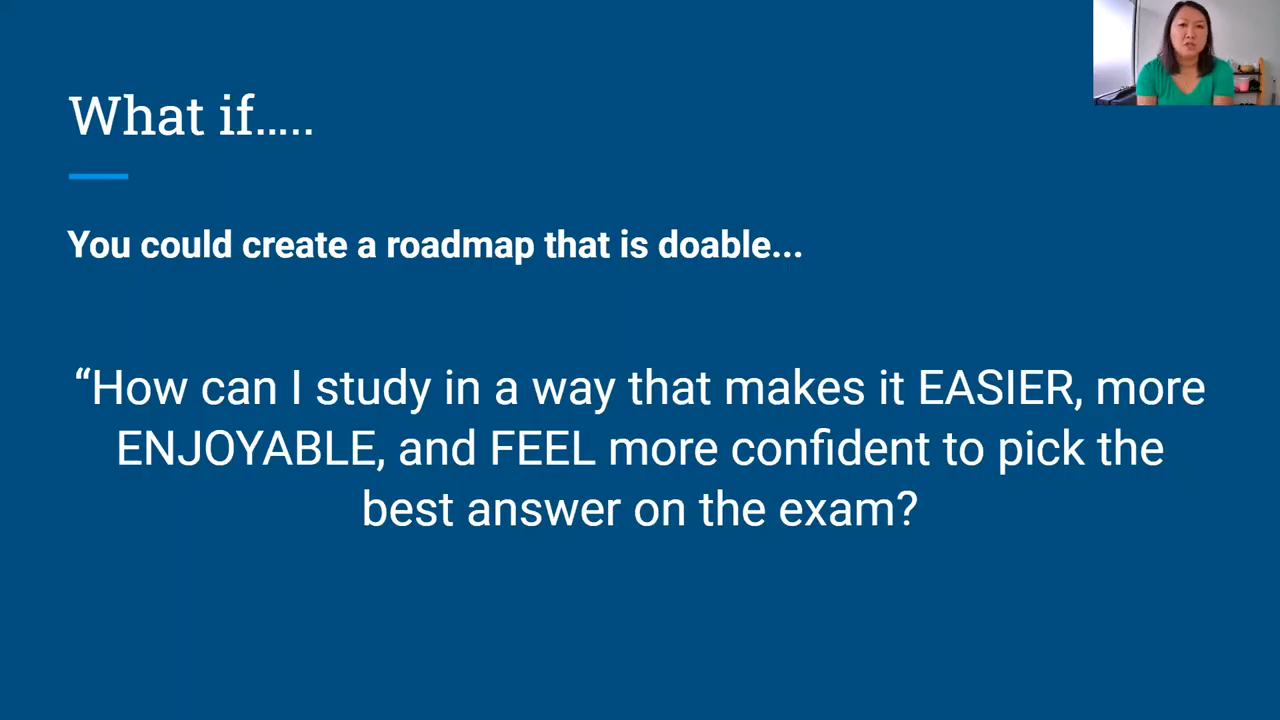 What if.....
You could create a roadmap that is doable...
“How can I study in a way that makes it EASIER, more
ENJOYABLE, and FEEL more confident to pick the
best answer on the exam?